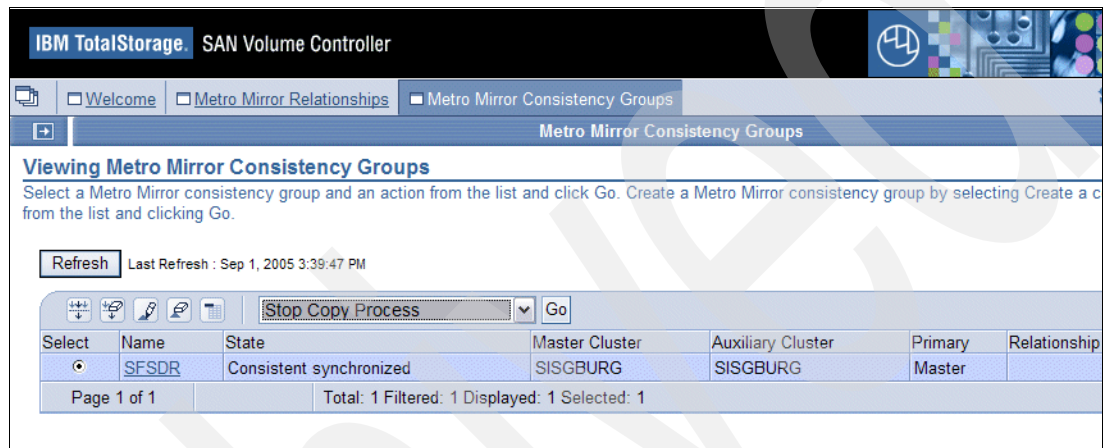 IBM TotalStorage. SAN Volume Controller
Welcome Metro Mirror Relationships Metro Mirror Consistency Groups
Metro Mirror Consistency Groups
Viewing Metro Mirror Consistency Groups
Select a Metro Mirror consistency group and an action from the list and click Go. Create a Metro Mirror consistency group by selecting Create a c
from the list and clicking Go.
Refresh Last Refresh : Sep 1, 2005 3:39:47 PM
Stop Copy Process Go
Select Name State Master Cluster Auxiliary Cluster Primary Relationship
SFSDR Consistent synchronized SISGBURG SISGBURG Master
Page 1 of 1 Total: 1 Filtered: 1 Displayed: 1 Selected: 1